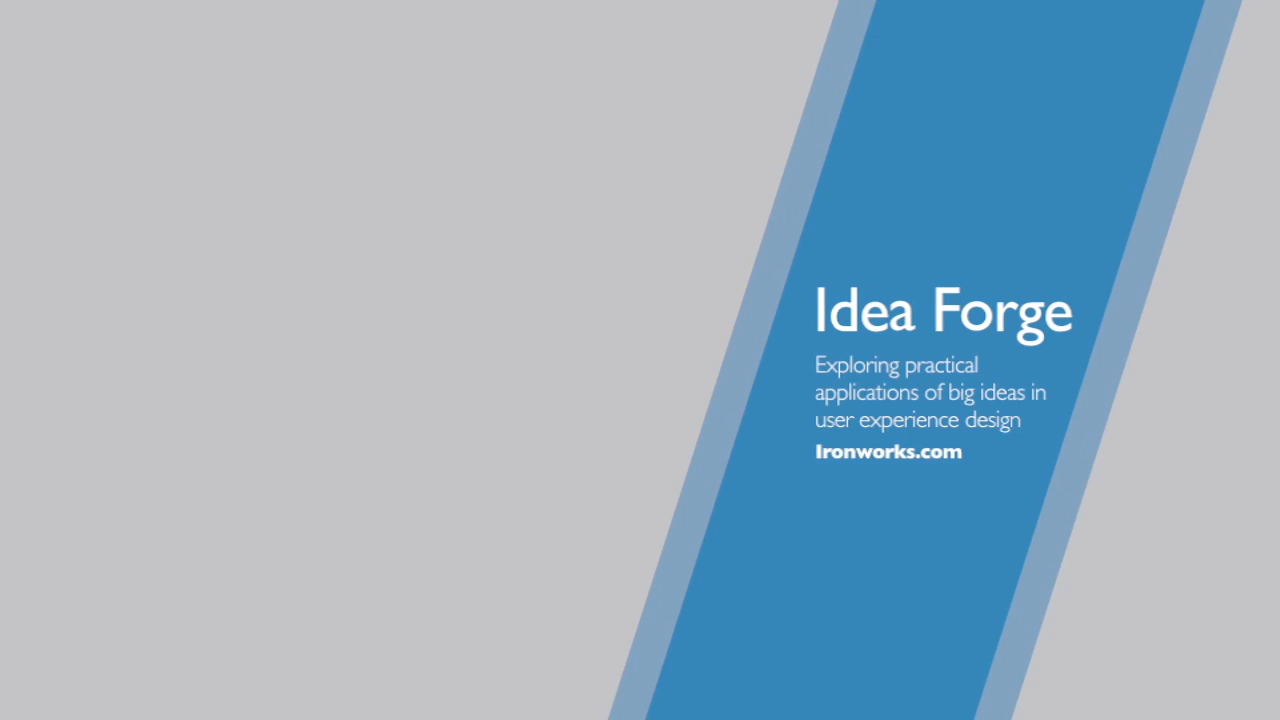 Idea Forge
Exploring practical
applications of big ideas in
user experience design
Ironworks.com